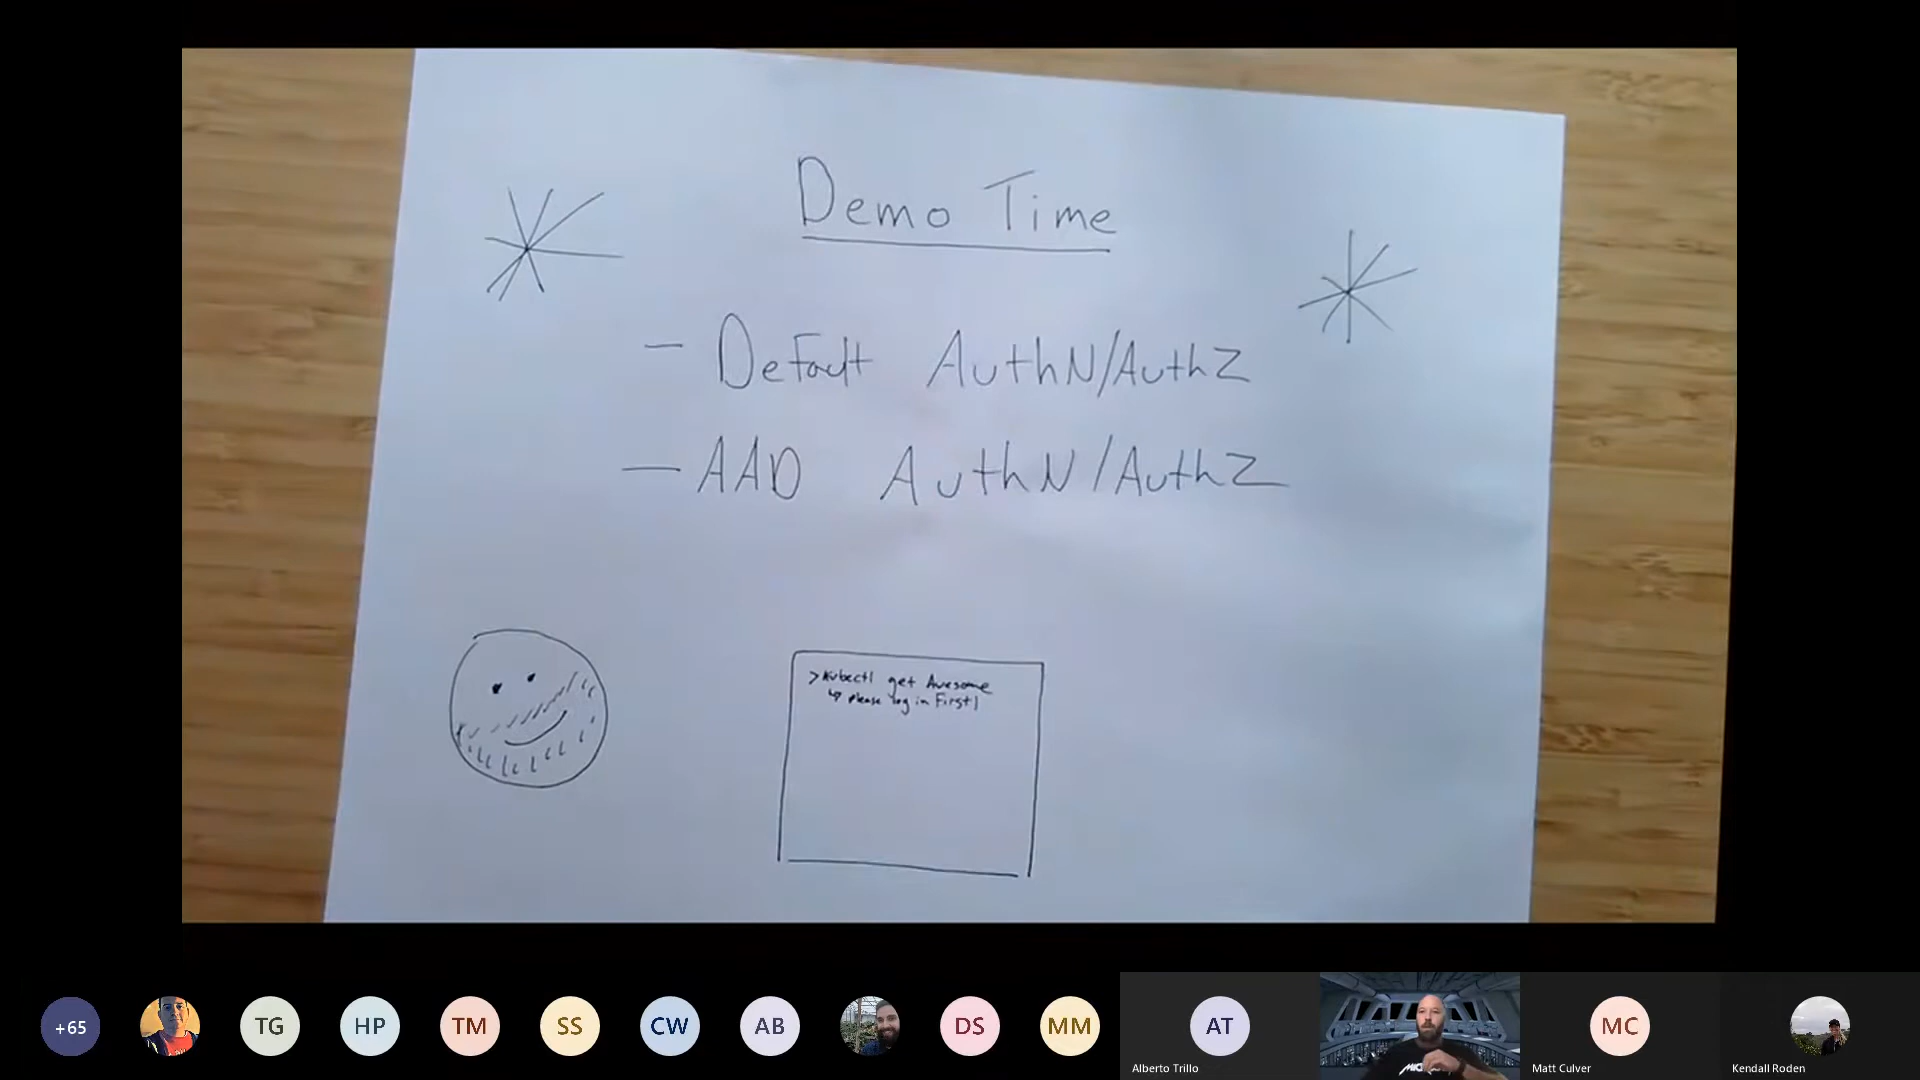 Demo Time
- Default AuthN/AuthZ
- AAD AuthN/AuthZ
> Kubectl get Awesome
↳ Please log in First!
+65
TG
HP
TM
SS
CW
AB
DS
MM
AT
MC
Alberto Trillo
Matt Culver
Kendall Roden